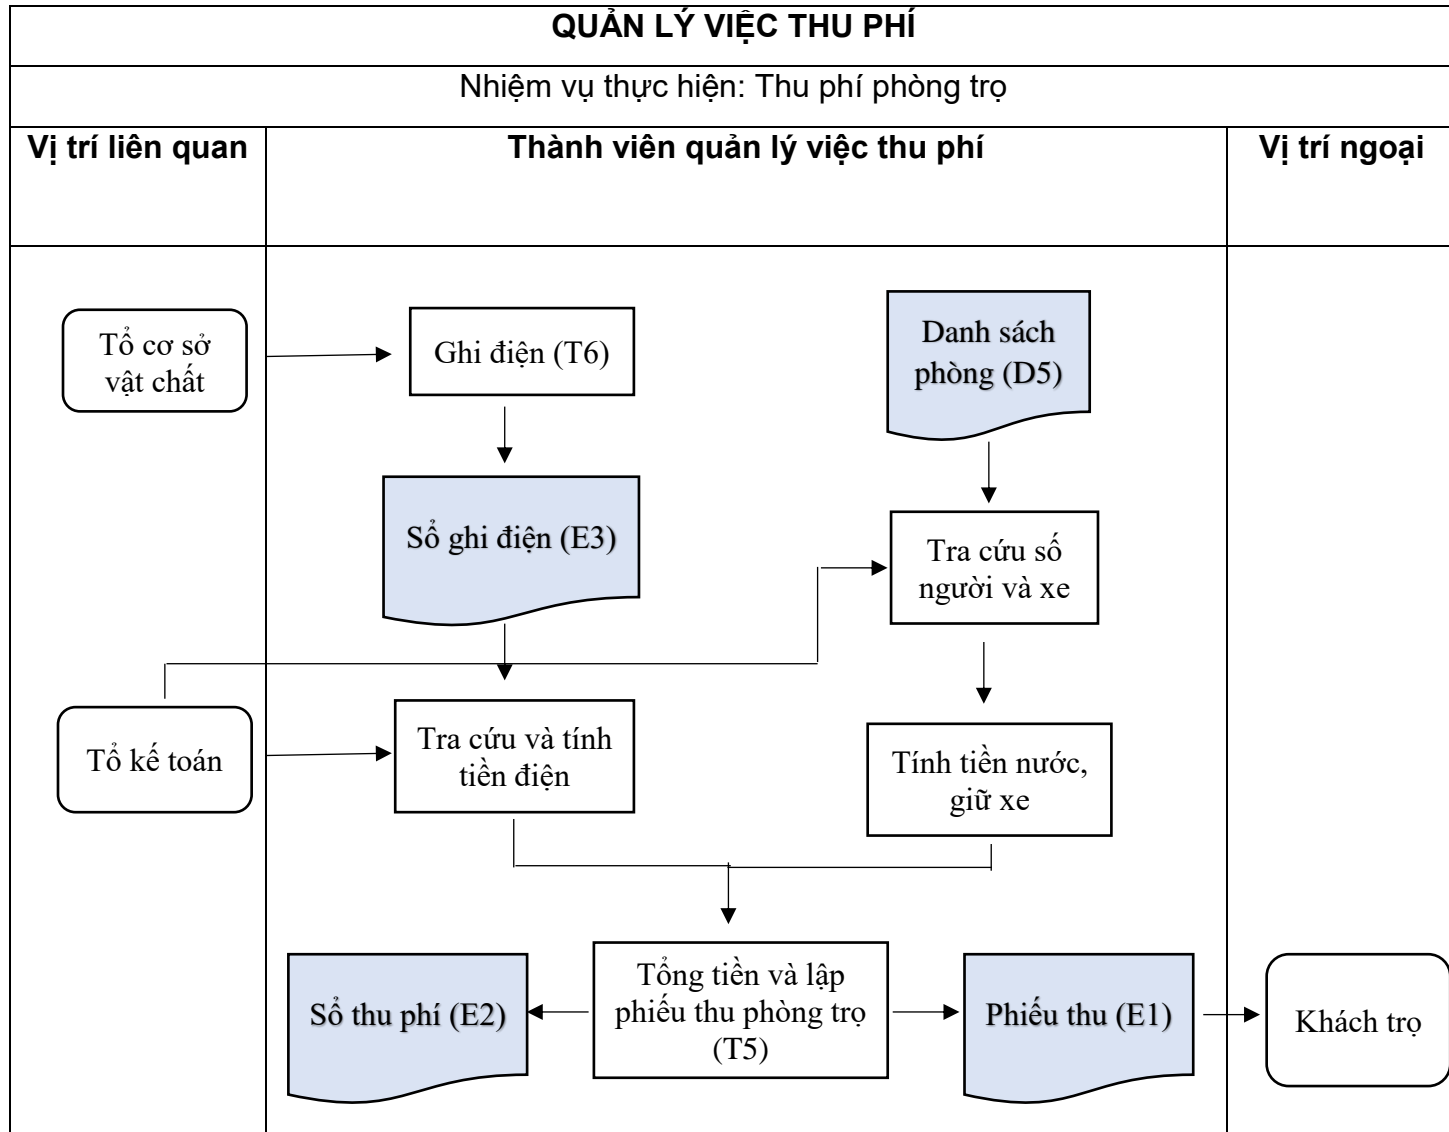 QUẢN LÝ VIỆC THU PHÍ
Nhiệm vụ thực hiện: Thu phí phòng trọ
Vị trí liên quan
Thành viên quản lý việc thu phí
Vị trí ngoại
Tổ cơ sở
vật chất
Ghi điện (T6)
Danh sách
phòng (D5)
Sổ ghi điện (E3)
Tra cứu số
người và xe
Tổ kế toán
Tra cứu và tính
tiền điện
Tính tiền nước,
giữ xe
Sổ thu phí (E2)
Tổng tiền và lập
phiếu thu phòng trọ
(T5)
Phiếu thu (E1)
Khách trọ